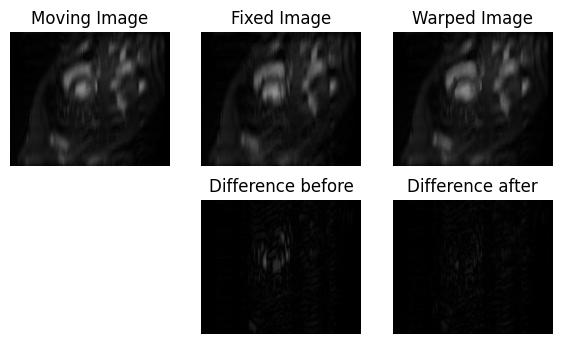 Moving Image
Fixed Image
Warped Image
Difference before
Difference after